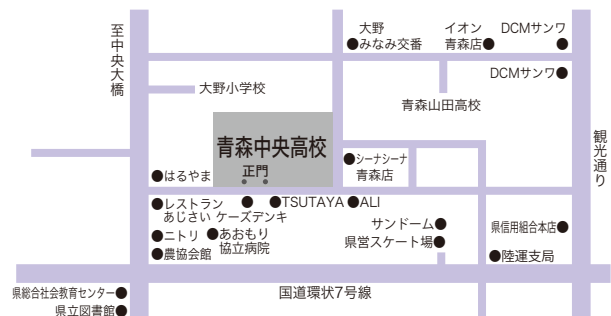 至中央大橋
大野
みなみ交番
イオン
青森店
DCMサンワ
DCMサンワ
大野小学校
青森山田高校
観光通り
青森中央高校
正門
シーナシーナ
青森店
はるやま
レストラン
あじさい
ケーズデンキ
TSUTAYA
ALI
ニトリ
あおもり
協立病院
農協会館
サンドーム
県営スケート場
県信用組合本店
陸運支局
国道環状7号線
県総合社会教育センター
県立図書館